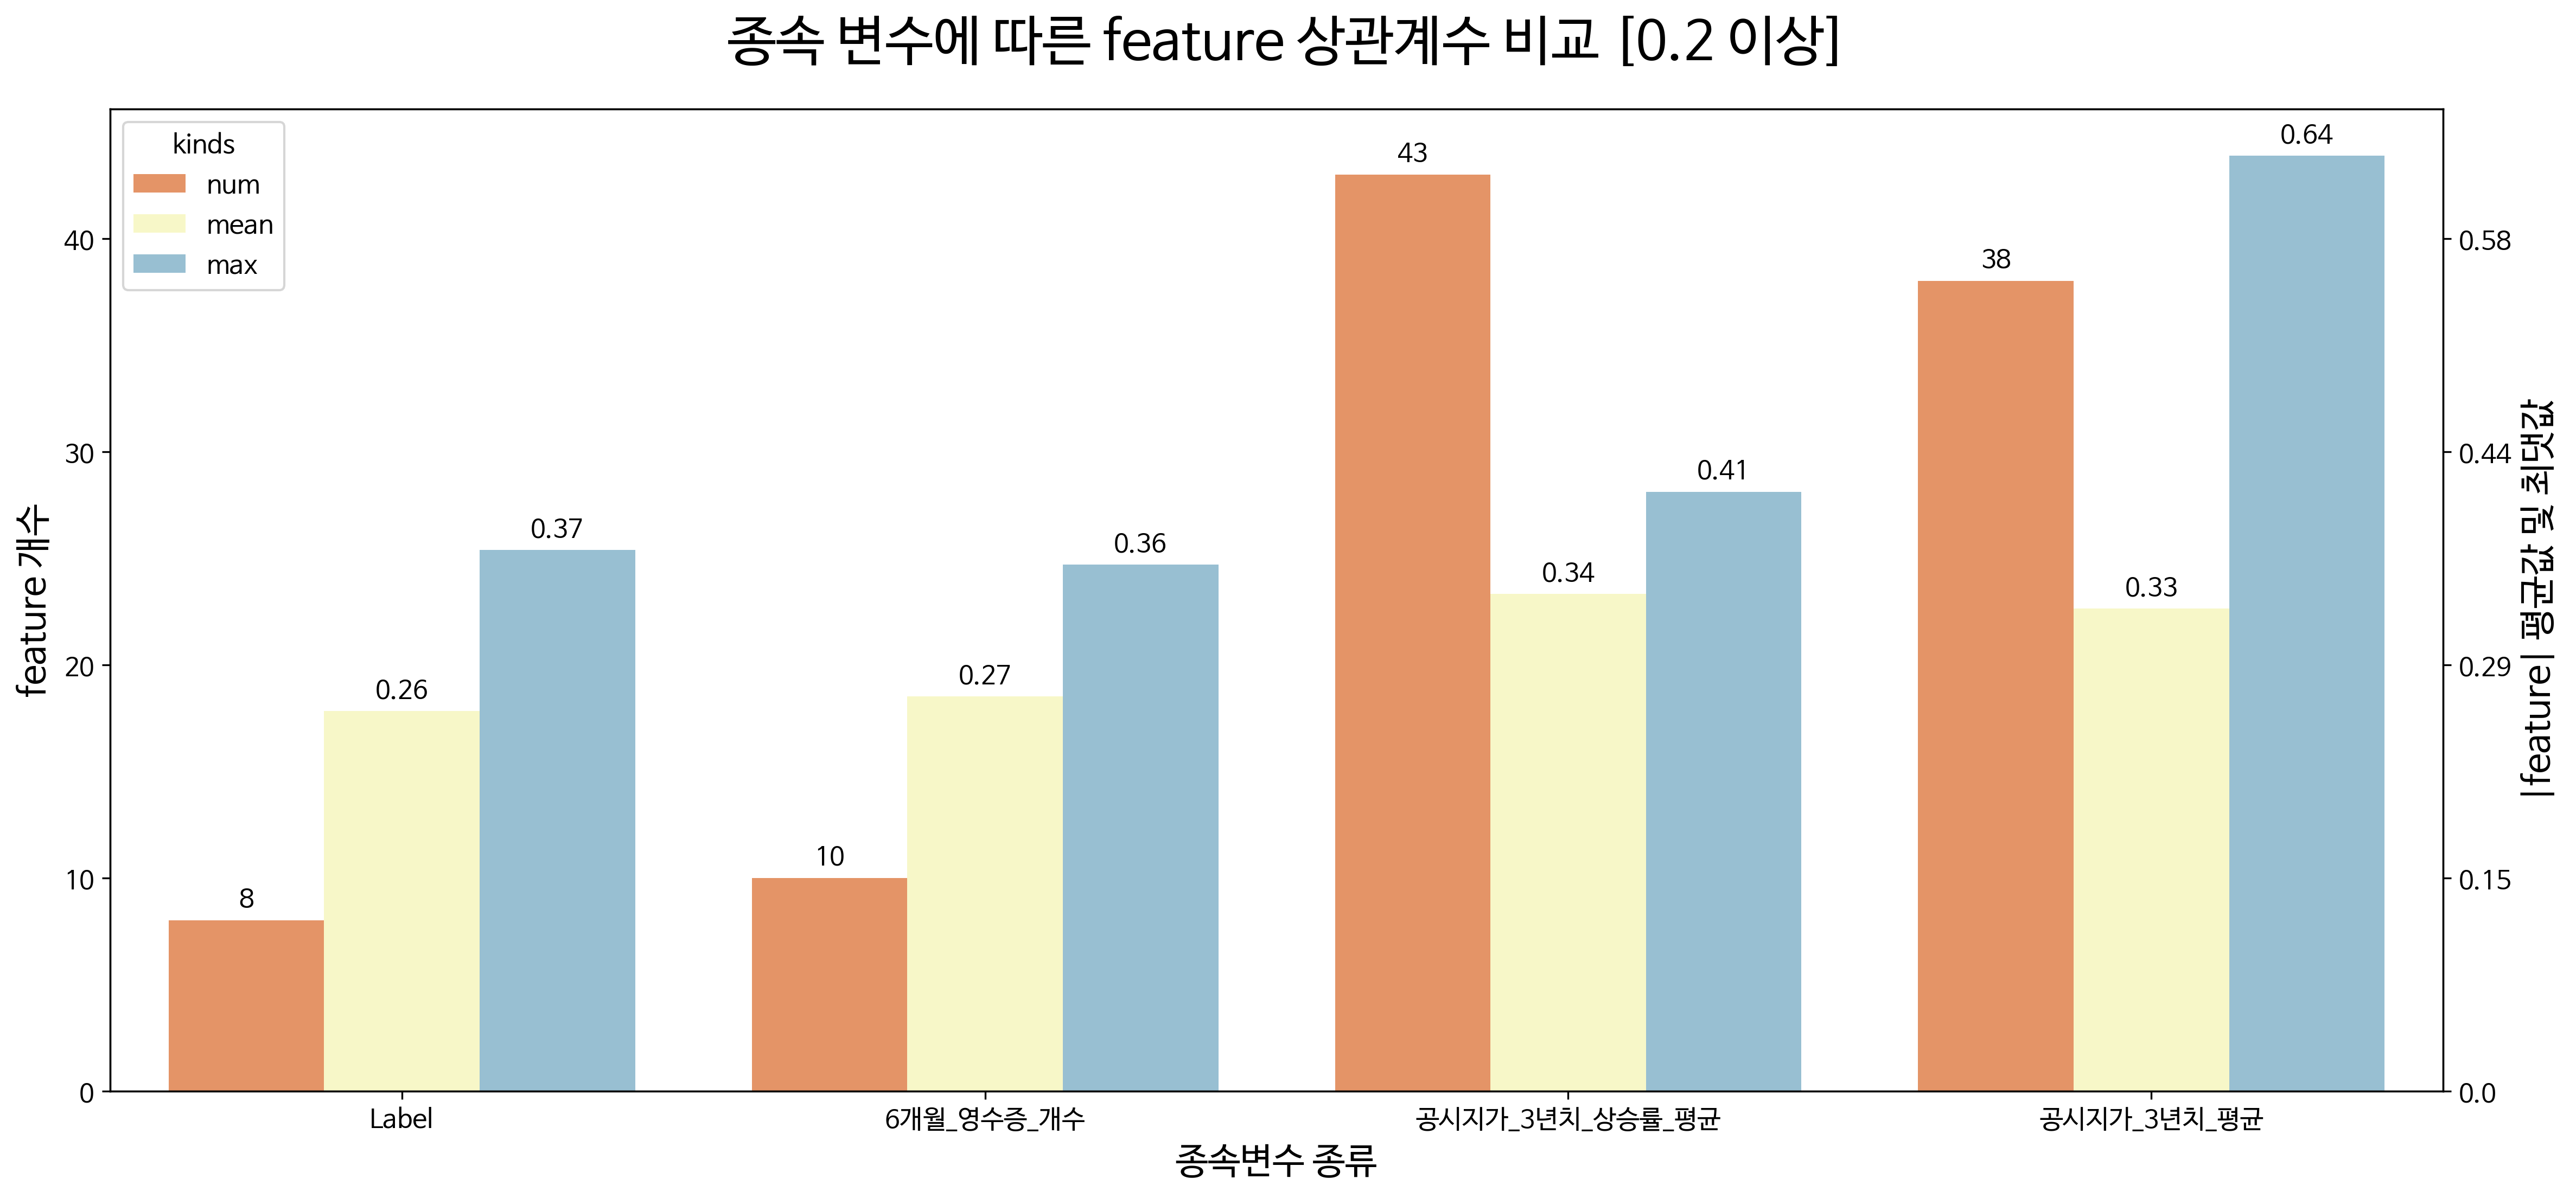 종속 변수에 따른 feature 상관계수 비교 [0.2 이상]
kinds
num
mean
max
feature 개수
40
30
20
10
0
8
0.26
0.37
10
0.27
0.36
43
0.34
0.41
38
0.33
0.64
0.58
0.44
0.29
0.15
0.0
|feature| 평균값 및 최댓값
Label
6개월_영수증_개수
공시지가_3년치_상승률_평균
공시지가_3년치_평균
종속변수 종류